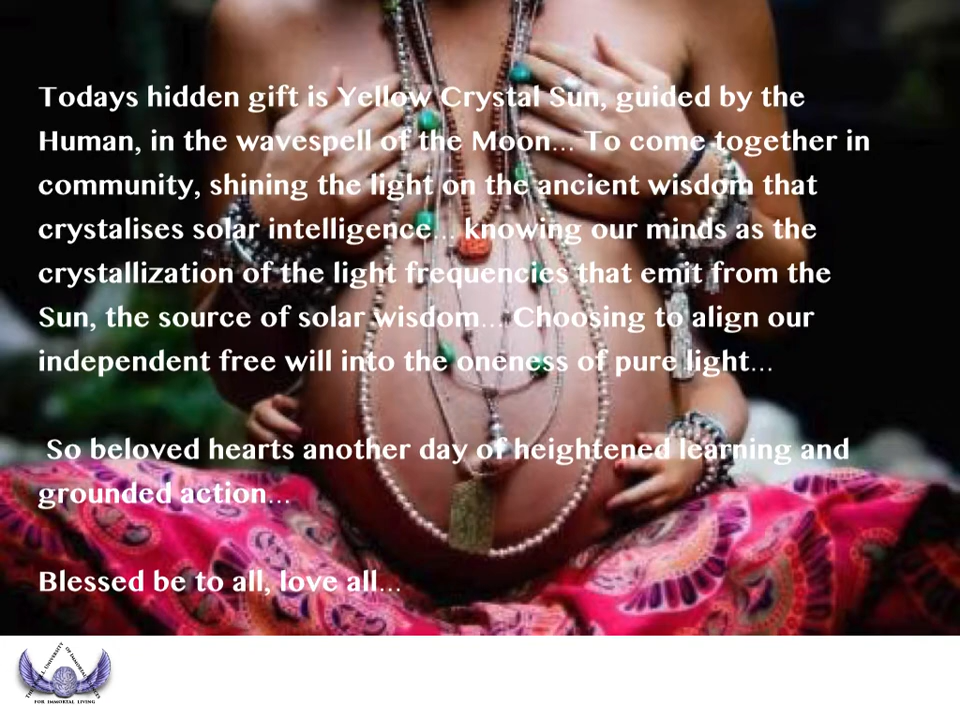 Todays hidden gift is Yellow Crystal Sun, guided by the
Human, in the wavespell of the Moon... To come together in
community, shining the light on the ancient wisdom that
crystalises solar intelligence... knowing our minds as the
crystallization of the light frequencies that emit from the
Sun, the source of solar wisdom... Choosing to align our
independent free will into the oneness of pure light...
So beloved hearts another day of heightened learning and
grounded action...
Blessed be to all, love all...
FOR IMMORTAL LIVING